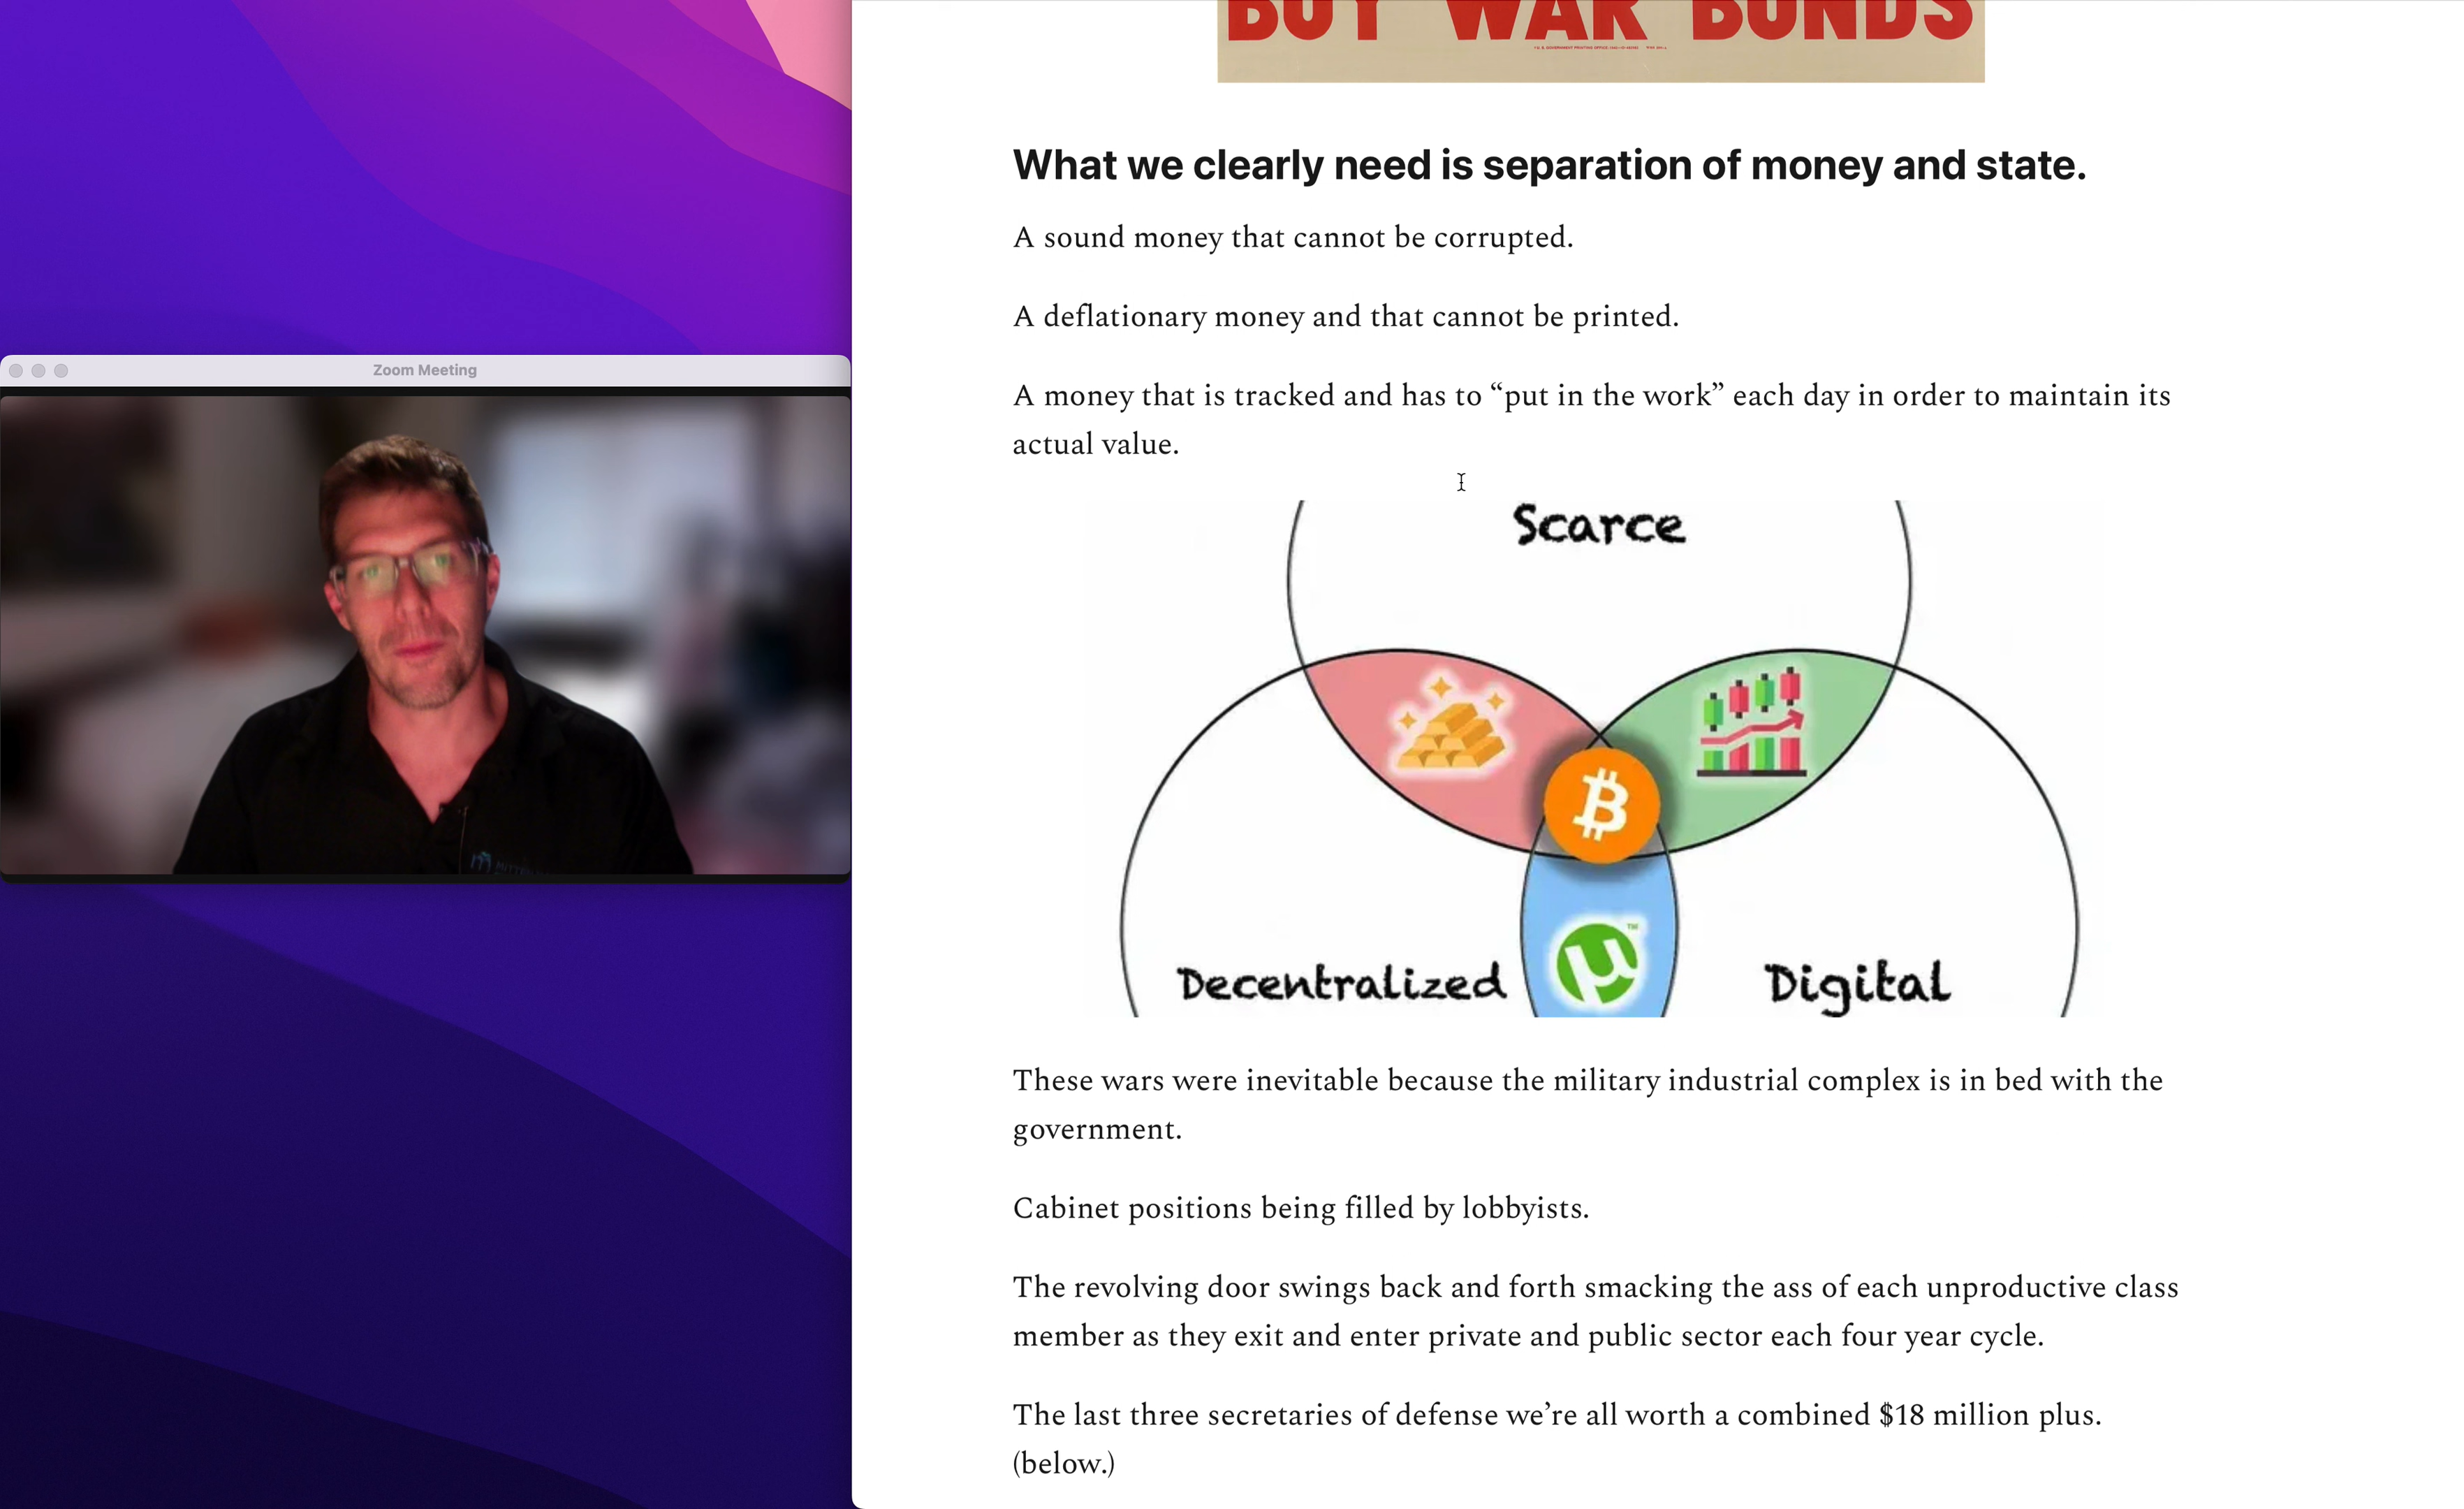 BUY WAR BONDS
What we clearly need is separation of money and state.
A sound money that cannot be corrupted.
A deflationary money and that cannot be printed.
A money that is tracked and has to “put in the work” each day in order to maintain its
actual value.
Zoom Meeting
Scarce
TM
Decentralized
Digital
These wars were inevitable because the military industrial complex is in bed with the
government.
Cabinet positions being filled by lobbyists.
The revolving door swings back and forth smacking the ass of each unproductive class
member as they exit and enter private and public sector each four year cycle.
The last three secretaries of defense we’re all worth a combined $18 million plus.
(below.)